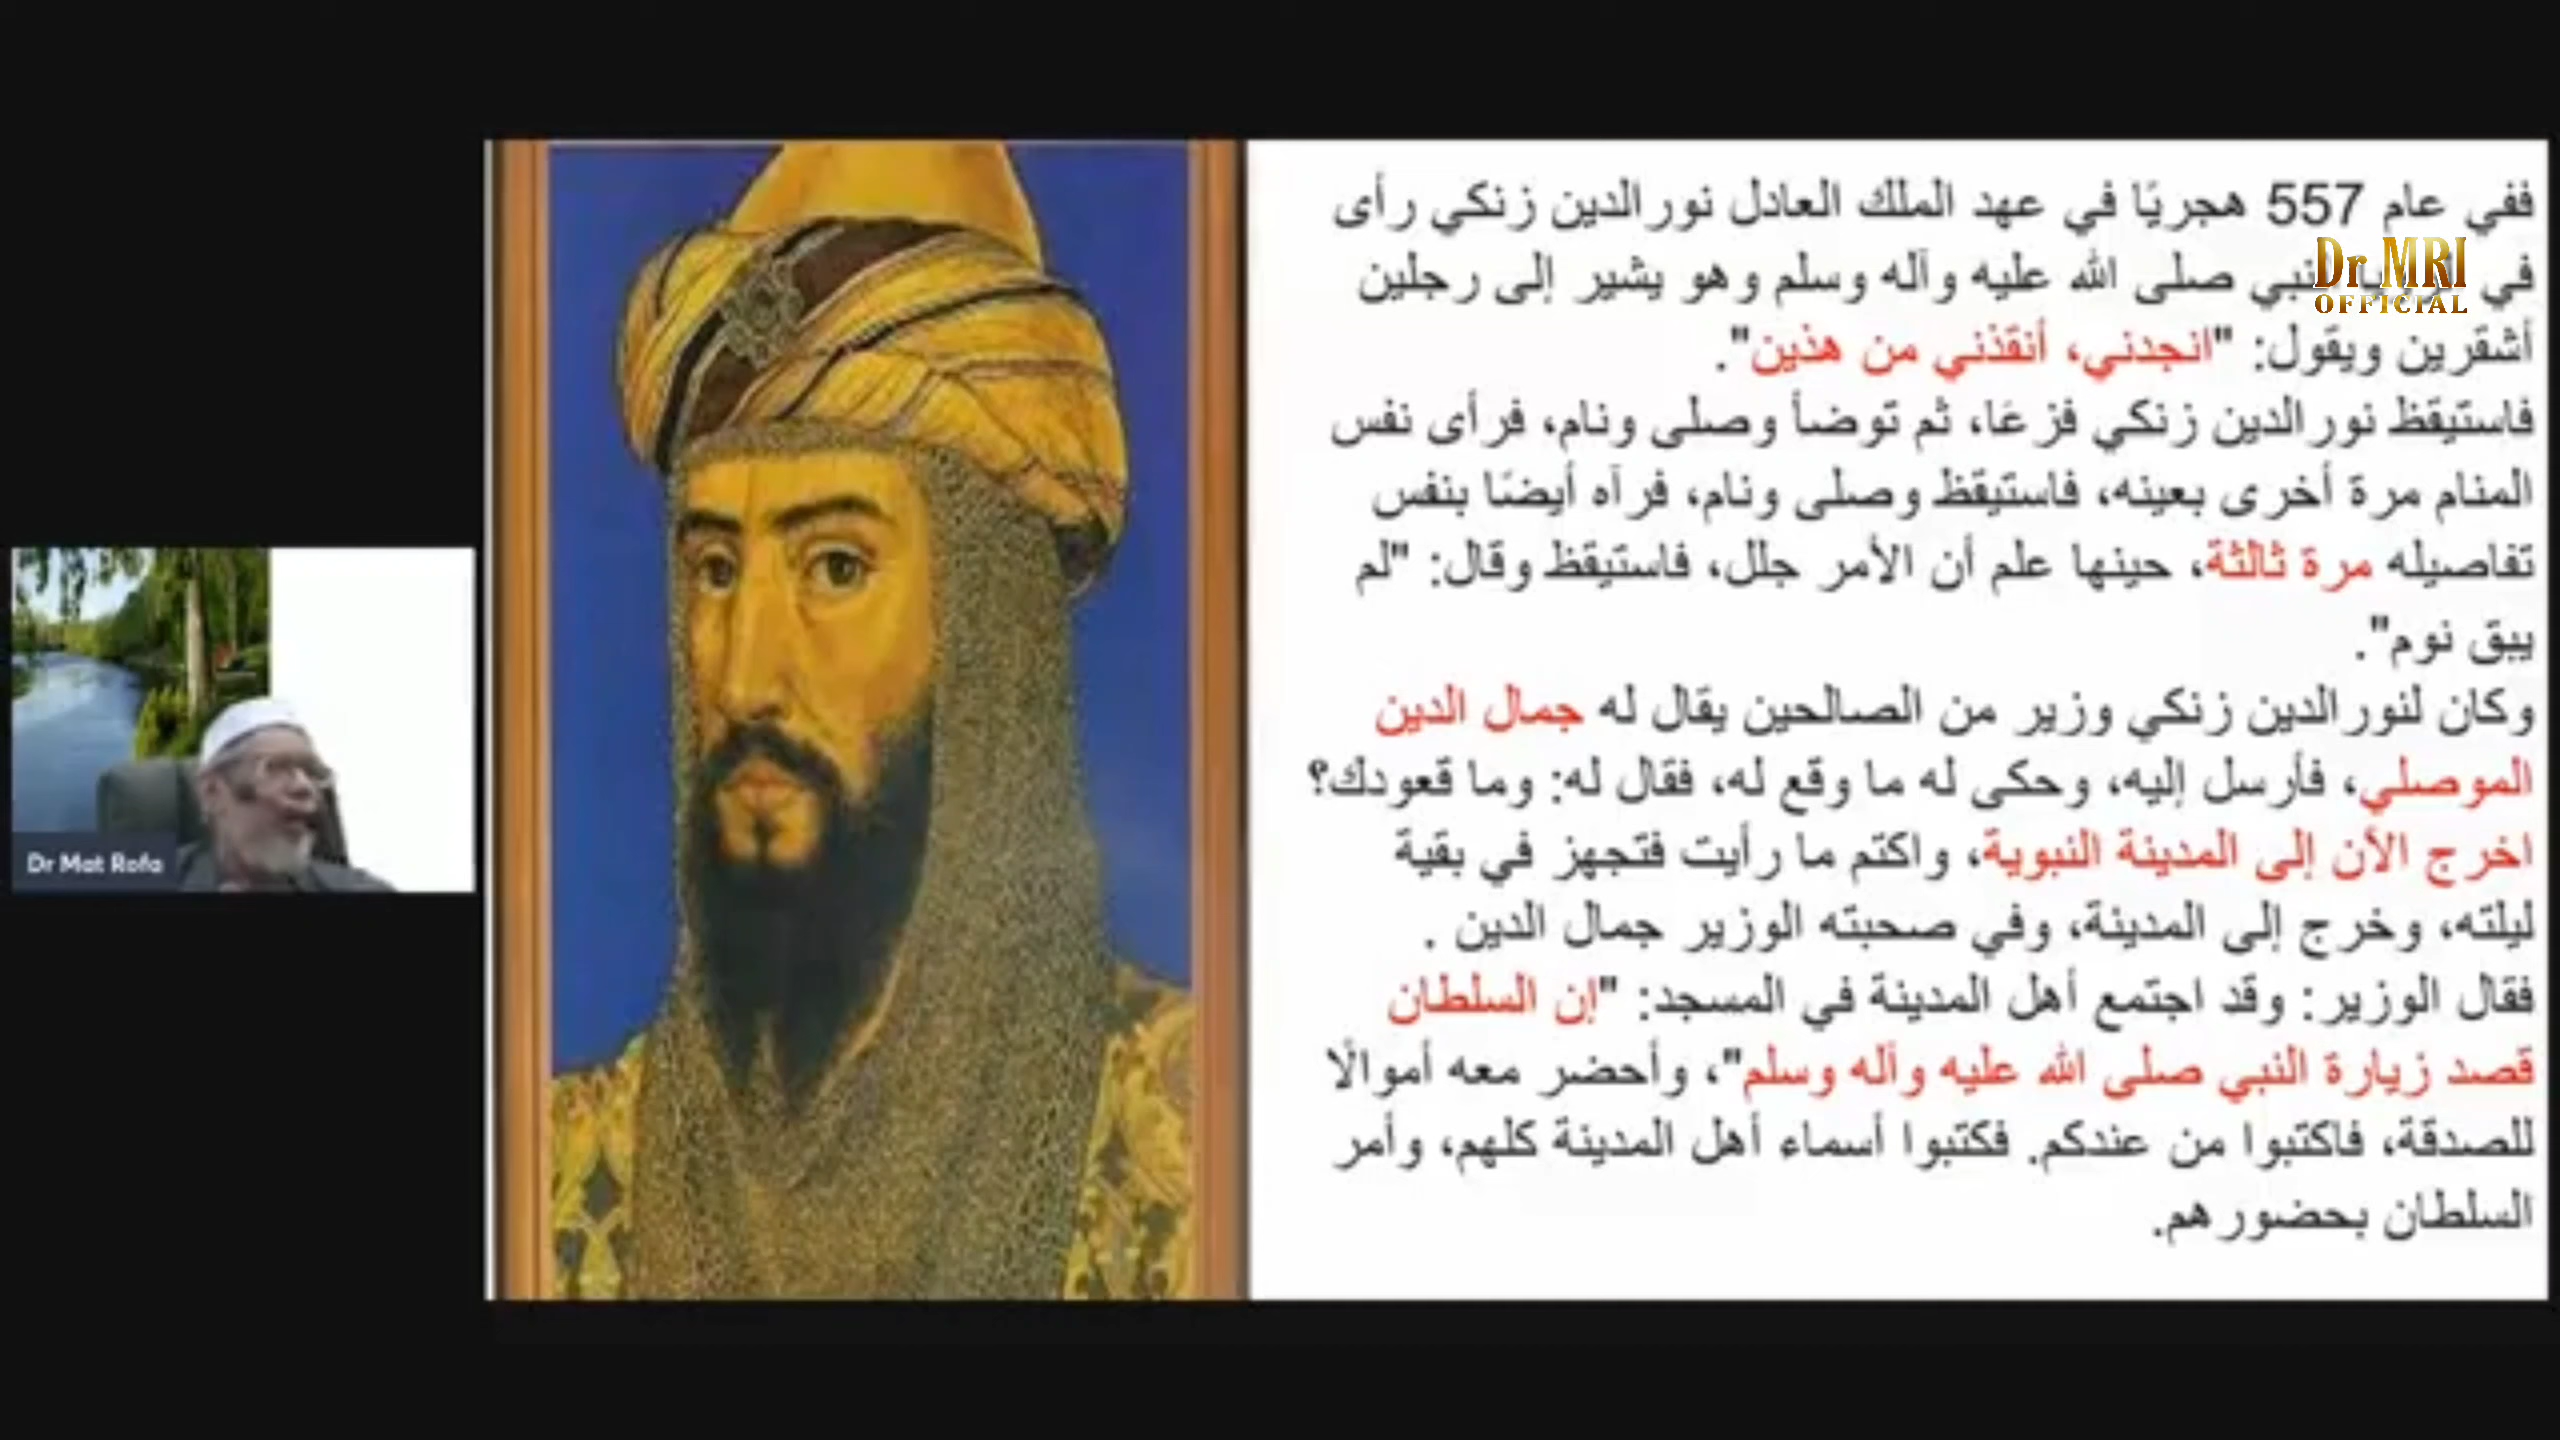 ففي عام 557 هجريًا في عهد الملك العادل نورالدين زنكي رأى
في النبي صلى الله عليه وآله وسلم وهو يشير إلى رجلين
أشقرين ويقول: "انجدني، أنقذني من هذين".
فاستيقظ نورالدين زنكي فزعًا، ثم توضأ وصلى ونام، فرأى نفس
المنام مرة أخرى بعينه، فاستيقظ وصلى ونام، فرآه أيضًا بنفس
تفاصيله مرة ثالثة، حينها علم أن الأمر جلل، فاستيقظ وقال: "لم
يبق نوم".
وكان لنورالدين زنكي وزير من الصالحين يقال له جمال الدين
الموصلي، فأرسل إليه، وحكى له ما وقع له، فقال له: وما قعودك؟
اخرج الآن إلى المدينة النبوية، واكتم ما رأيت فتجهز في بقية
ليلته، وخرج إلى المدينة، وفي صحبته الوزير جمال الدين .
فقال الوزير: وقد اجتمع أهل المدينة في المسجد: "إن السلطان
قصد زيارة النبي صلى الله عليه وآله وسلم"، وأحضر معه أموالًا
للصدقة، فاكتبوا من عندكم. فكتبوا أسماء أهل المدينة كلهم، وأمر
السلطان بحضورهم.
Dr MRI
OFFICIAL
Dr Mat Rofa